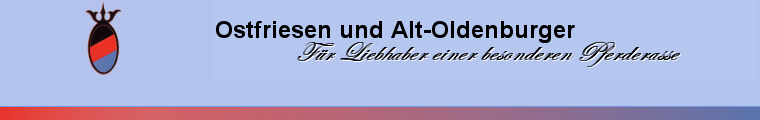 Ostfriesen und Alt-Oldenburger
Für Liebhaber einer besonderen Pferderasse